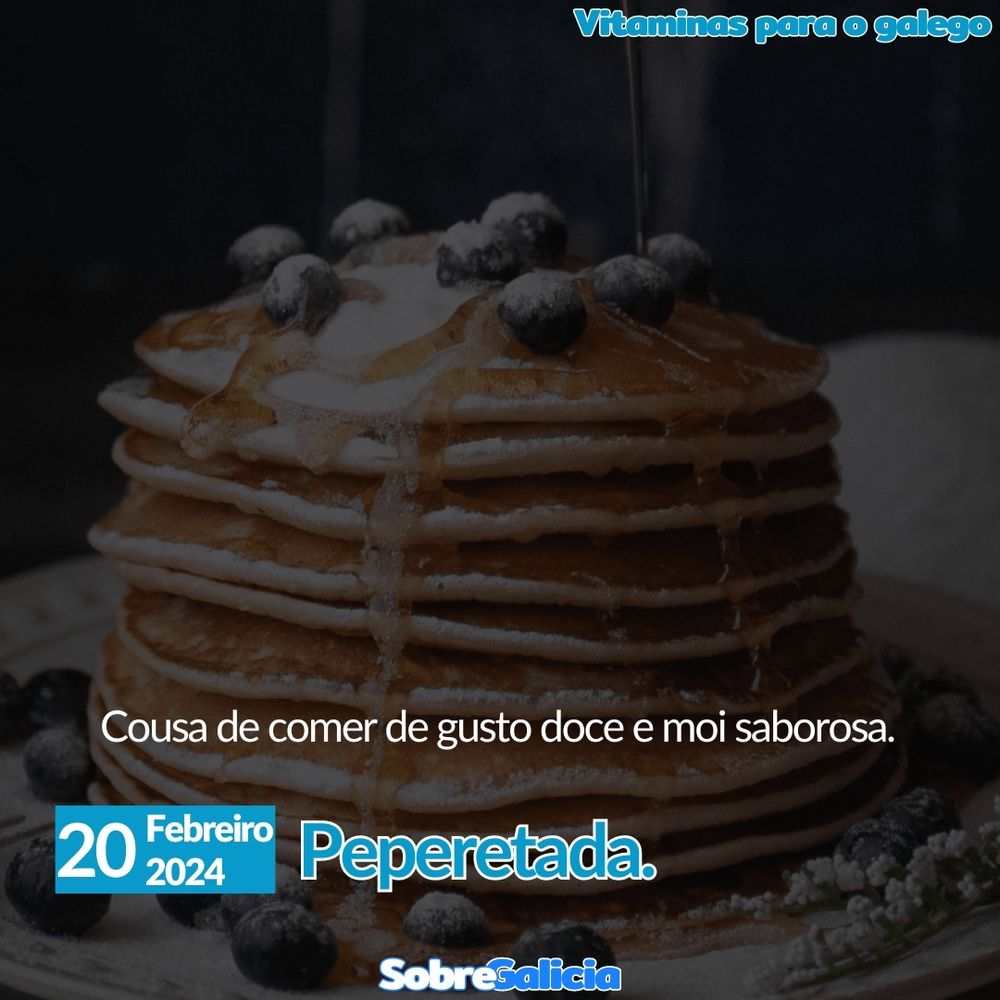 Vitaminas para o galego
Cousa de comer de gusto doce e moi saborosa.
20 Febreiro
2024
Peperetada.
SobreGalicia